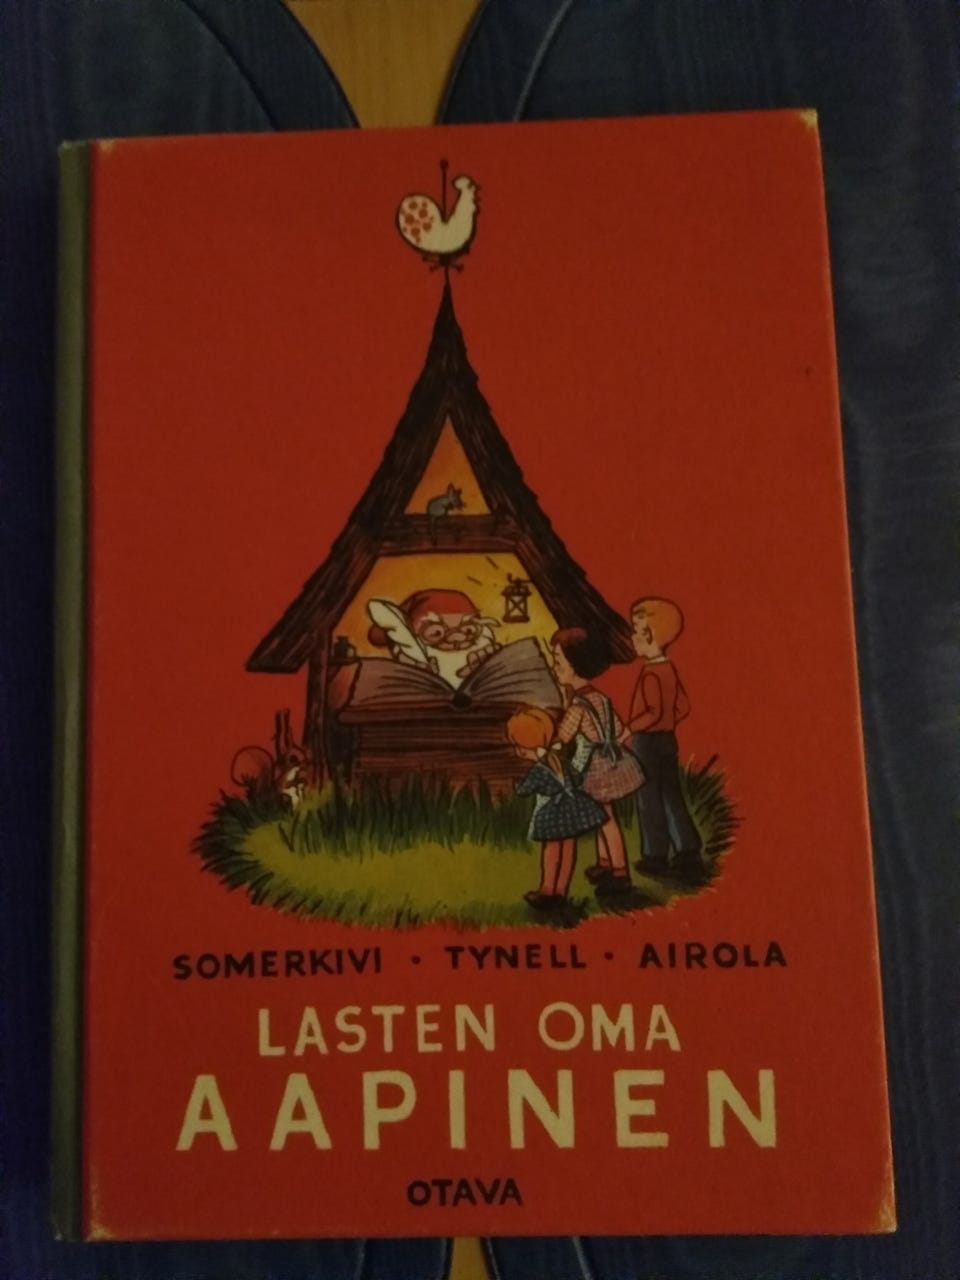 SOMERKIVI · TYNELL · AIROLA
LASTEN OMA
AAPINEN
OTAVA